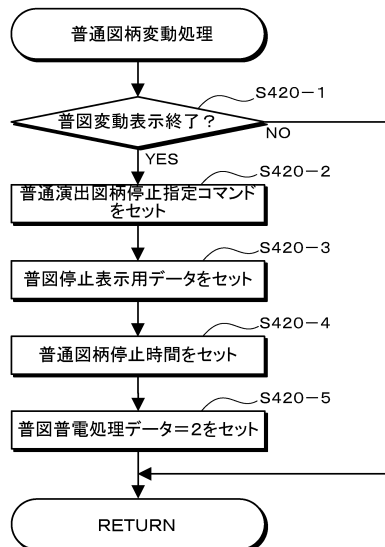 普通図柄変動処理
S420-1
普図変動表示終了？
NO
YES
S420-2
普通演出図柄停止指定コマンド
をセット
S420-3
普図停止表示用データをセット
S420-4
普通図柄停止時間をセット
S420-5
普図普電処理データ＝2をセット
RETURN